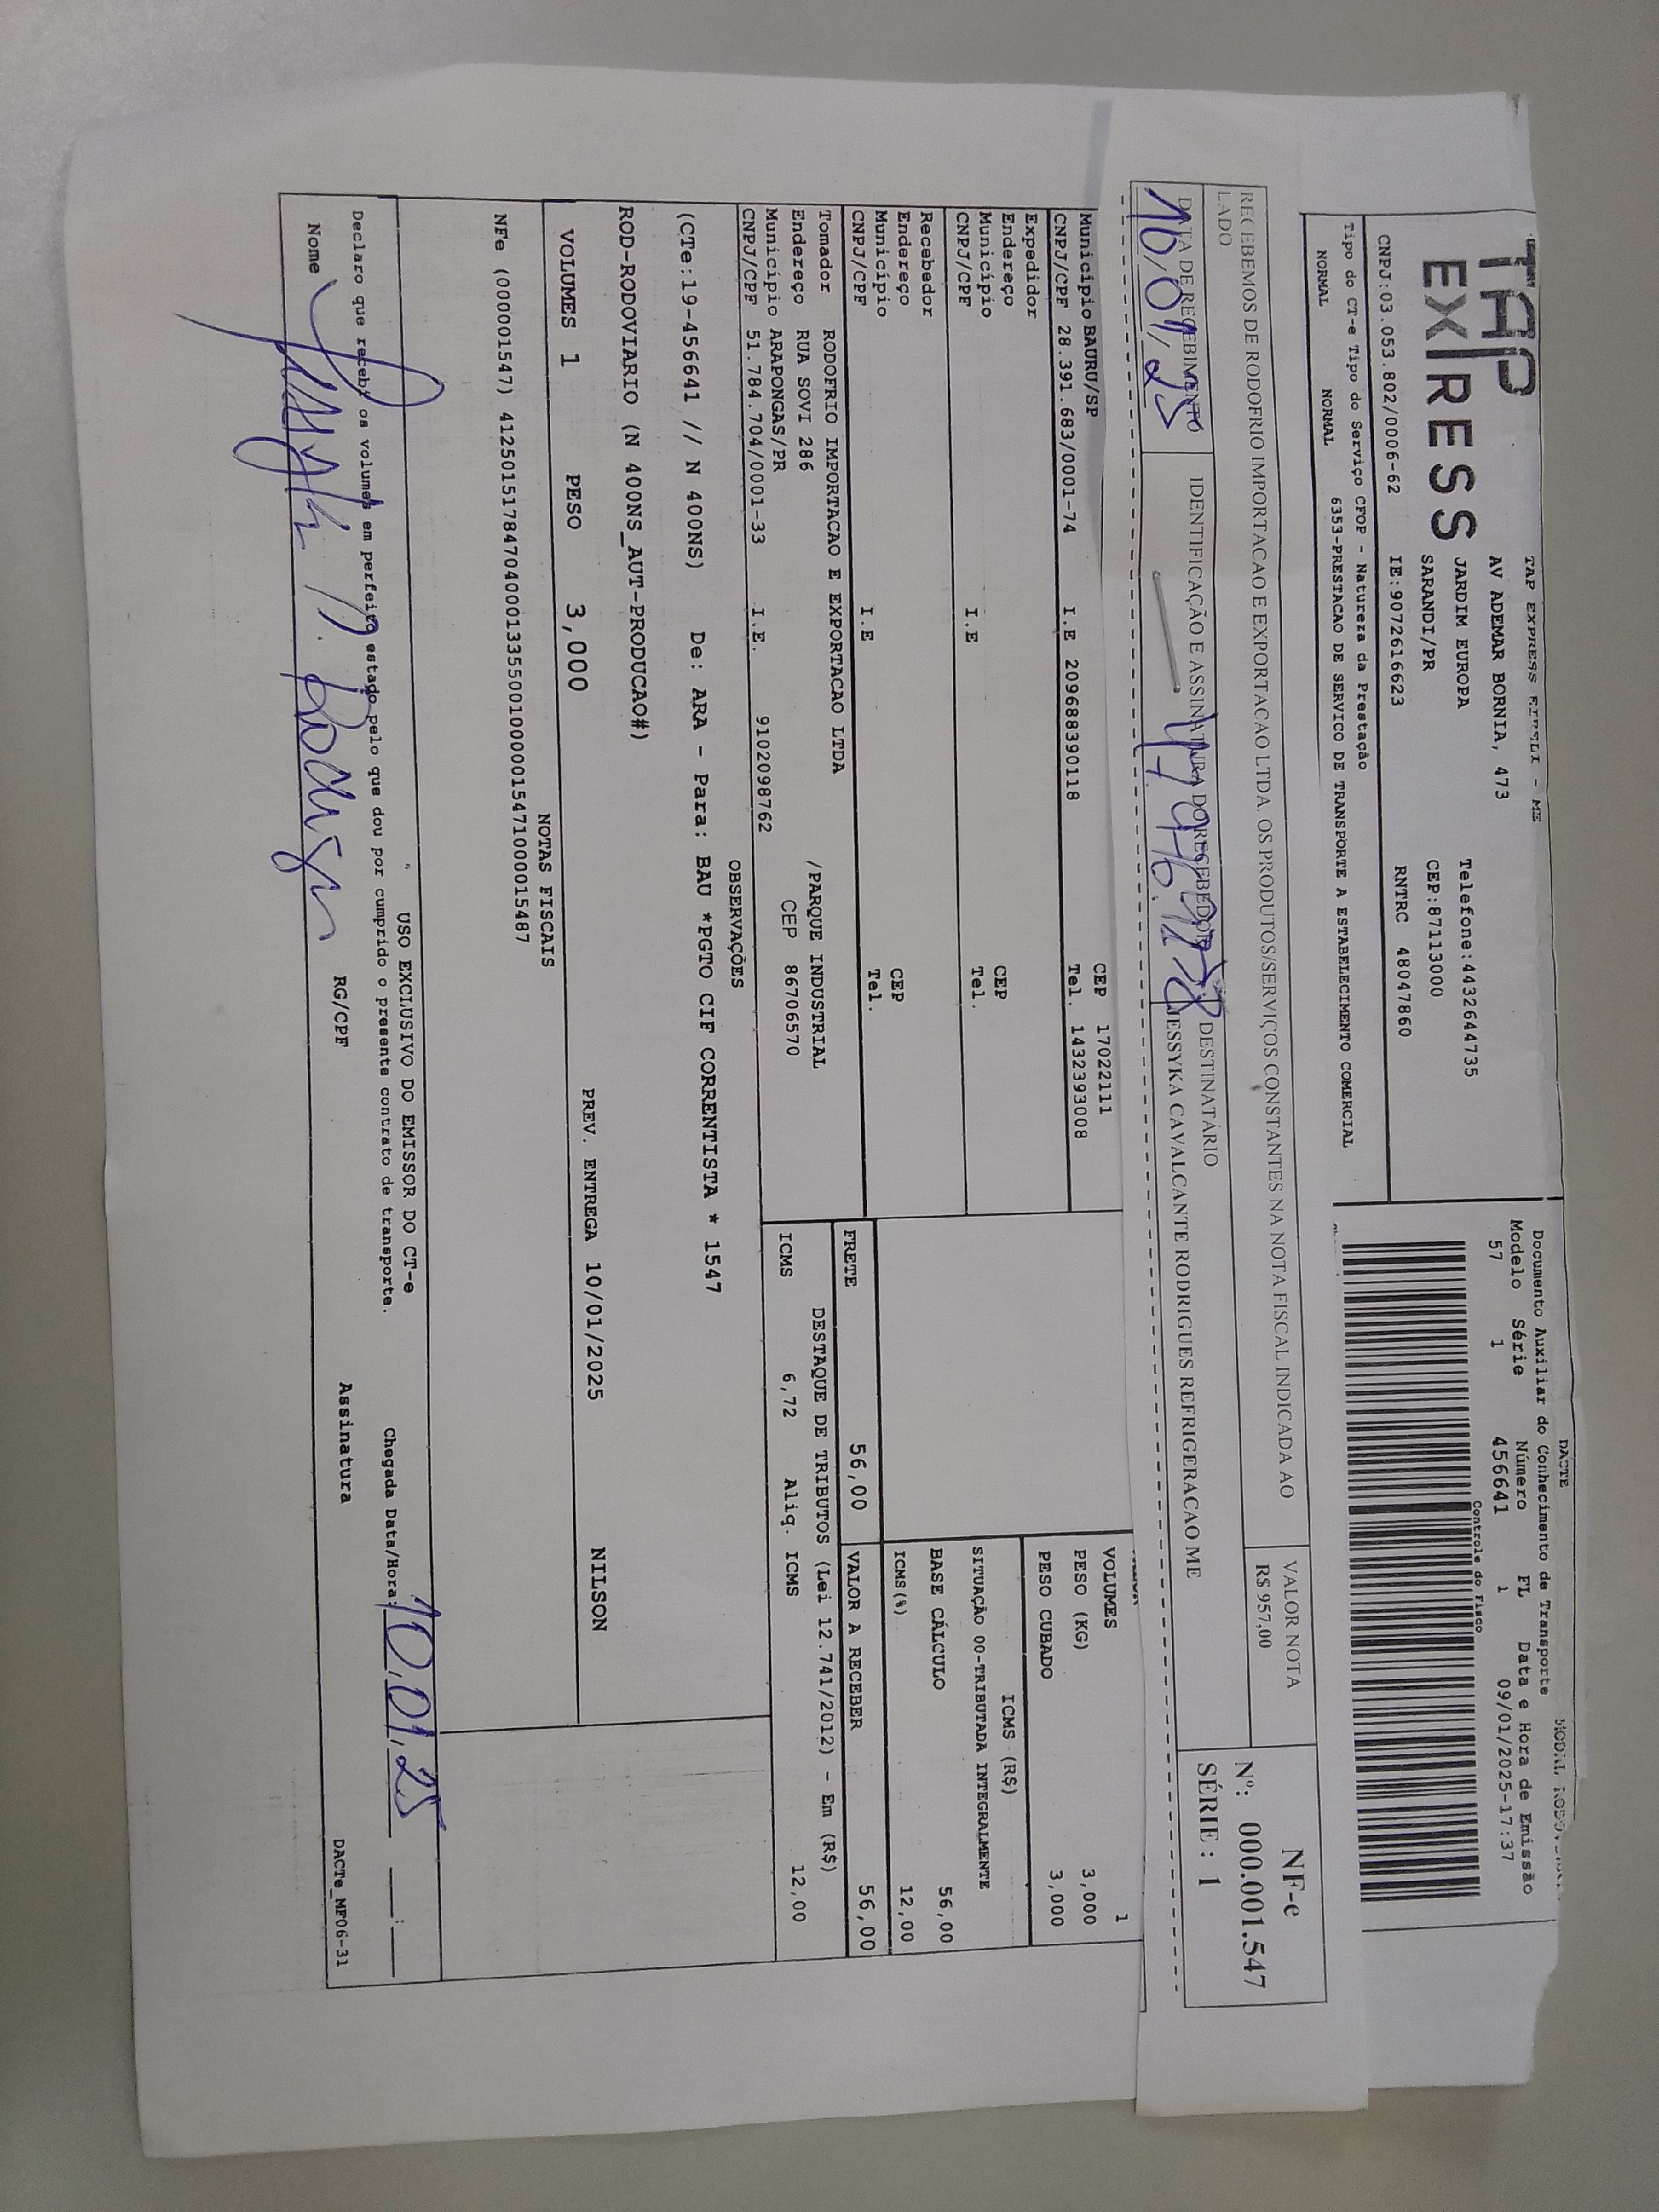 TAP EXPRESS
TAP EXPRESS EIRELI - ME
AV ADEMAR BORNIA, 473
JARDIM EUROPA
Telefone:4432644735
SARANDI/PR
CEP:87113000
CNPJ:03.053.802/0006-62 IE:9072616623 RNTRC 48047860
Tipo do CT-e Tipo do Serviço CFOP - Natureza da Prestação
NORMAL NORMAL 6353-PRESTACAO DE SERVICO DE TRANSPORTE A ESTABELECIMENTO COMERCIAL
DACTE
Documento Auxiliar do Conhecimento de Transporte
Modelo Série Número FL Data e Hora de Emissão
57 1 456641 1 09/01/2025-17:37
Controle do Fisco
RECEBEMOS DE RODOFRIO IMPORTACAO E EXPORTACAO LTDA. OS PRODUTOS/SERVIÇOS CONSTANTES NA NOTA FISCAL INDICADA AO
LADO
VALOR NOTA
R$ 957,00
NF-e
Nº: 000.001.547
SÉRIE : 1
DATA DE RECEBIMENTO
10/01/25
IDENTIFICAÇÃO E ASSINATURA DO RECEBEDOR
DESTINATÁRIO
JESSYKA CAVALCANTE RODRIGUES REFRIGERACAO ME
Município BAURU/SP CEP 17022111
CNPJ/CPF 28.391.683/0001-74 I.E 209688390118 Tel. 1432393008
Expedidor
Endereço
Município CEP
CNPJ/CPF I.E Tel.
Recebedor
Endereço
Município CEP
CNPJ/CPF I.E Tel.
Tomador RODOFRIO IMPORTACAO E EXPORTACAO LTDA
Endereço RUA SOVI 286 /PARQUE INDUSTRIAL
Município ARAPONGAS/PR CEP 86706570
CNPJ/CPF 51.784.704/0001-33 I.E. 9102098762
VOLUMES 1
PESO (KG) 3,000
PESO CUBADO 3,000
ICMS (R$)
SITUAÇÃO 00-TRIBUTADA INTEGRALMENTE
BASE CÁLCULO 56,00
ICMS(%) 12,00
FRETE 56,00 VALOR A RECEBER 56,00
DESTAQUE DE TRIBUTOS (Lei 12.741/2012) - Em (R$)
ICMS 6,72 Aliq. ICMS 12,00
OBSERVAÇÕES
(CTe:19-456641 // N 400NS) De: ARA - Para: BAU *PGTO CIF CORRENTISTA * 1547
ROD-RODOVIARIO (N 400NS_AUT-PRODUCAO#)
VOLUMES 1 PESO 3,000 PREV. ENTREGA 10/01/2025 NILSON
NOTAS FISCAIS
NFe (000001547) 41250151784704000133550010000015471000015487
USO EXCLUSIVO DO EMISSOR DO CT-e
Declaro que recebi os volumes em perfeito estado pelo que dou por cumprido o presente contrato de transporte.
Chegada Data/Hora: 10,01,25 __:__
Nome RG/CPF Assinatura
DACTe_MF06-31